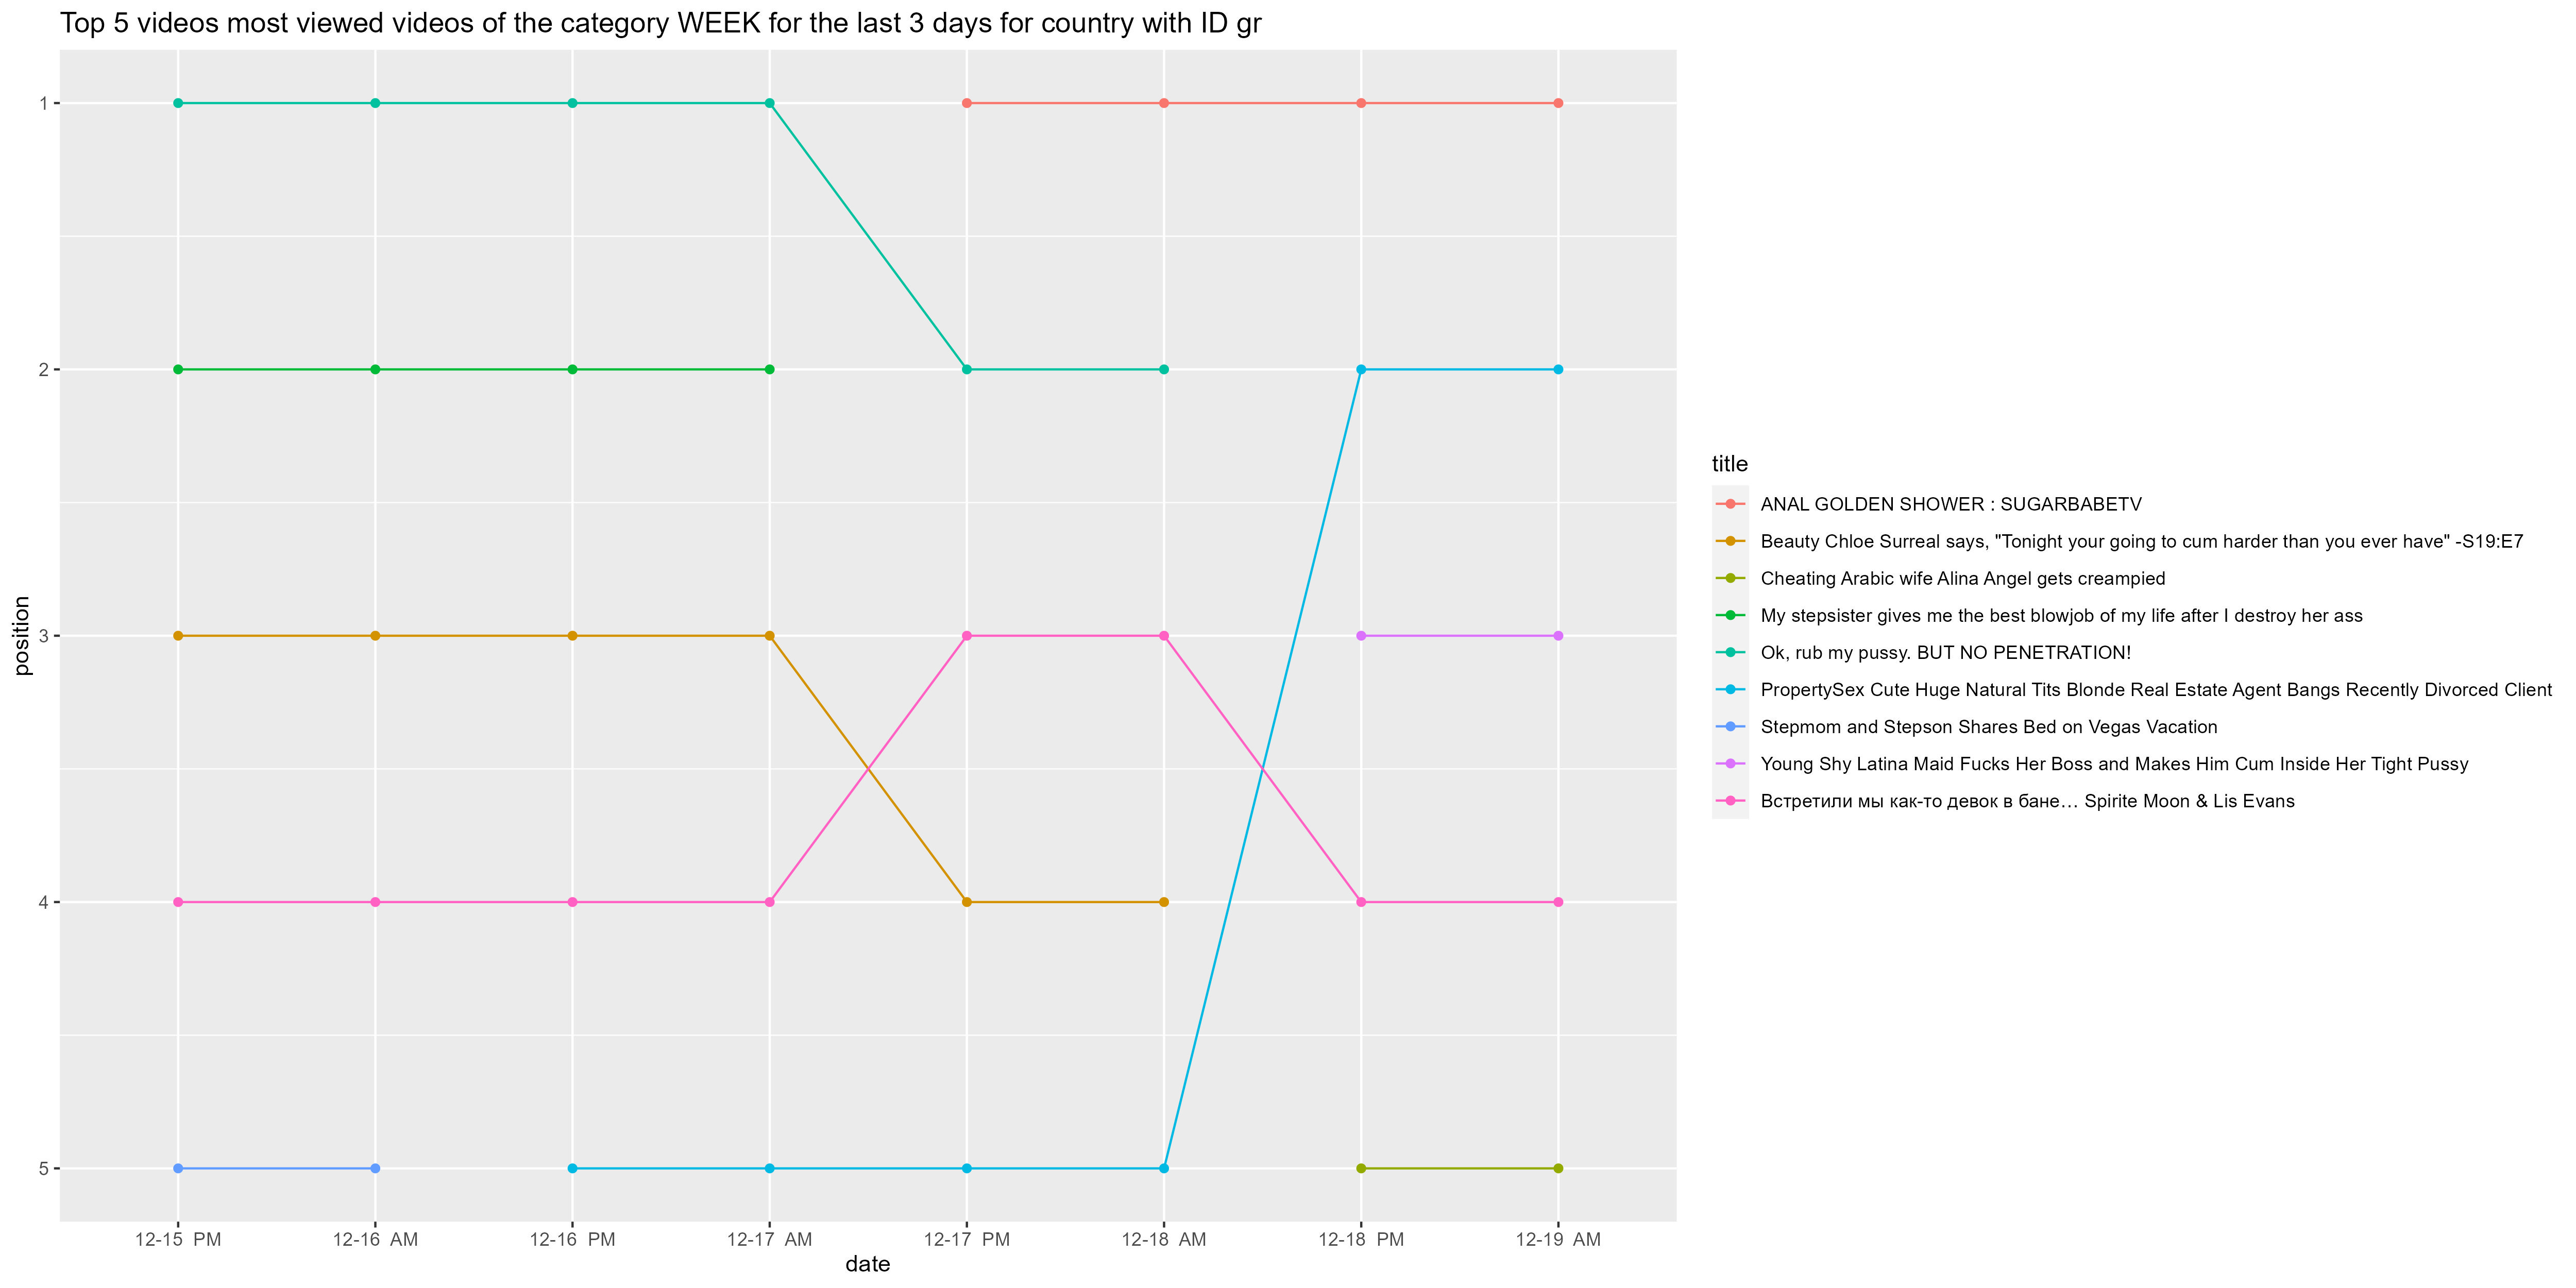 Top 5 videos most viewed videos of the category WEEK for the last 3 days for country with ID gr
position
1
2
3
4
5
12-15 PM
12-16 AM
12-16 PM
12-17 AM
12-17 PM
12-18 AM
12-18 PM
12-19 AM
date
title
ANAL GOLDEN SHOWER : SUGARBABETV
Beauty Chloe Surreal says, "Tonight your going to cum harder than you ever have" -S19:E7
Cheating Arabic wife Alina Angel gets creampied
My stepsister gives me the best blowjob of my life after I destroy her ass
Ok, rub my pussy. BUT NO PENETRATION!
PropertySex Cute Huge Natural Tits Blonde Real Estate Agent Bangs Recently Divorced Client
Stepmom and Stepson Shares Bed on Vegas Vacation
Young Shy Latina Maid Fucks Her Boss and Makes Him Cum Inside Her Tight Pussy
Встретили мы как-то девок в бане… Spirite Moon & Lis Evans